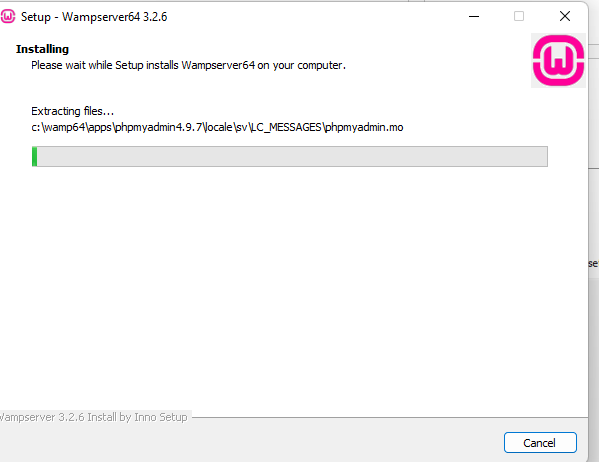 Setup - Wampserver64 3.2.6
Installing
Please wait while Setup installs Wampserver64 on your computer.
Extracting files...
c:\wamp64\apps\phpmyadmin4.9.7\locale\sv\LC_MESSAGES\phpmyadmin.mo
Wampserver 3.2.6 Install by Inno Setup
Cancel